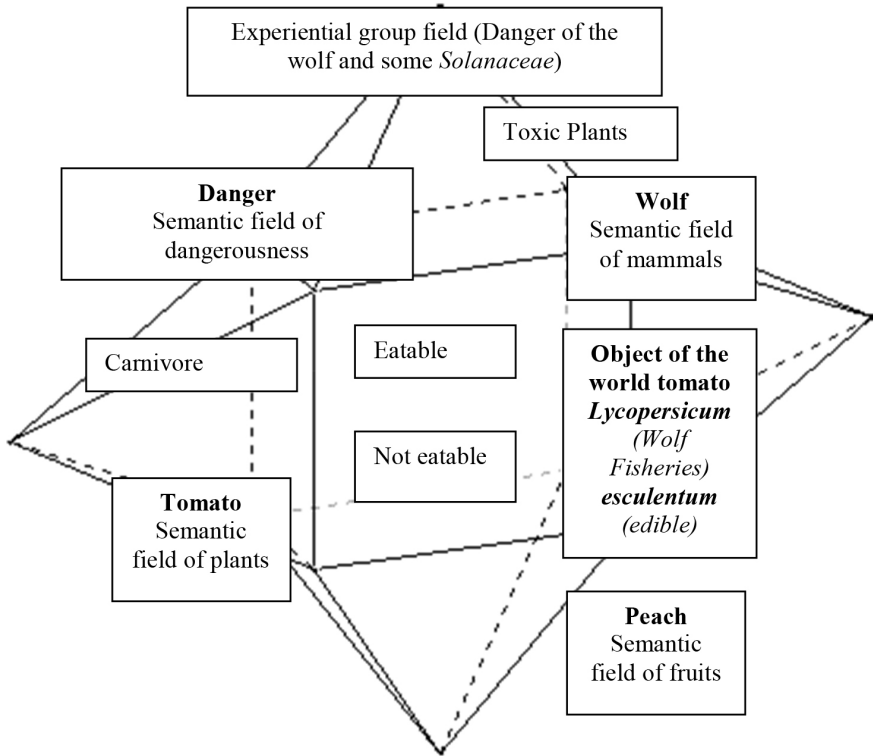 Experiential group field (Danger of the
wolf and some Solanaceae)
Toxic Plants
Danger
Semantic field of
dangerousness
Wolf
Semantic field
of mammals
Carnivore
Eatable
Object of the
world tomato
Lycopersicum
(Wolf
Fisheries)
esculentum
(edible)
Not eatable
Tomato
Semantic
field of plants
Peach
Semantic
field of fruits